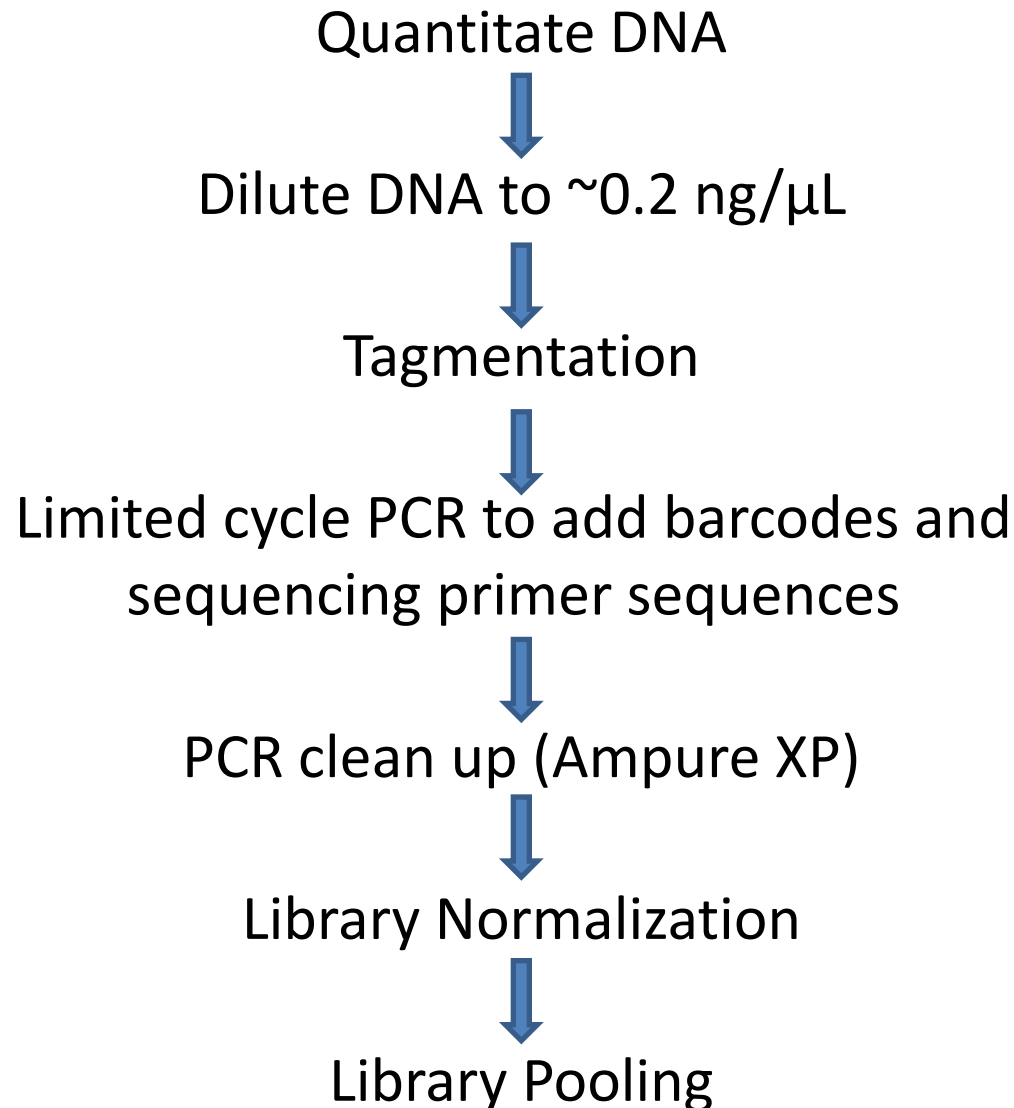 Quantitate DNA
Dilute DNA to ~0.2 ng/µL
Tagmentation
Limited cycle PCR to add barcodes and
sequencing primer sequences
PCR clean up (Ampure XP)
Library Normalization
Library Pooling